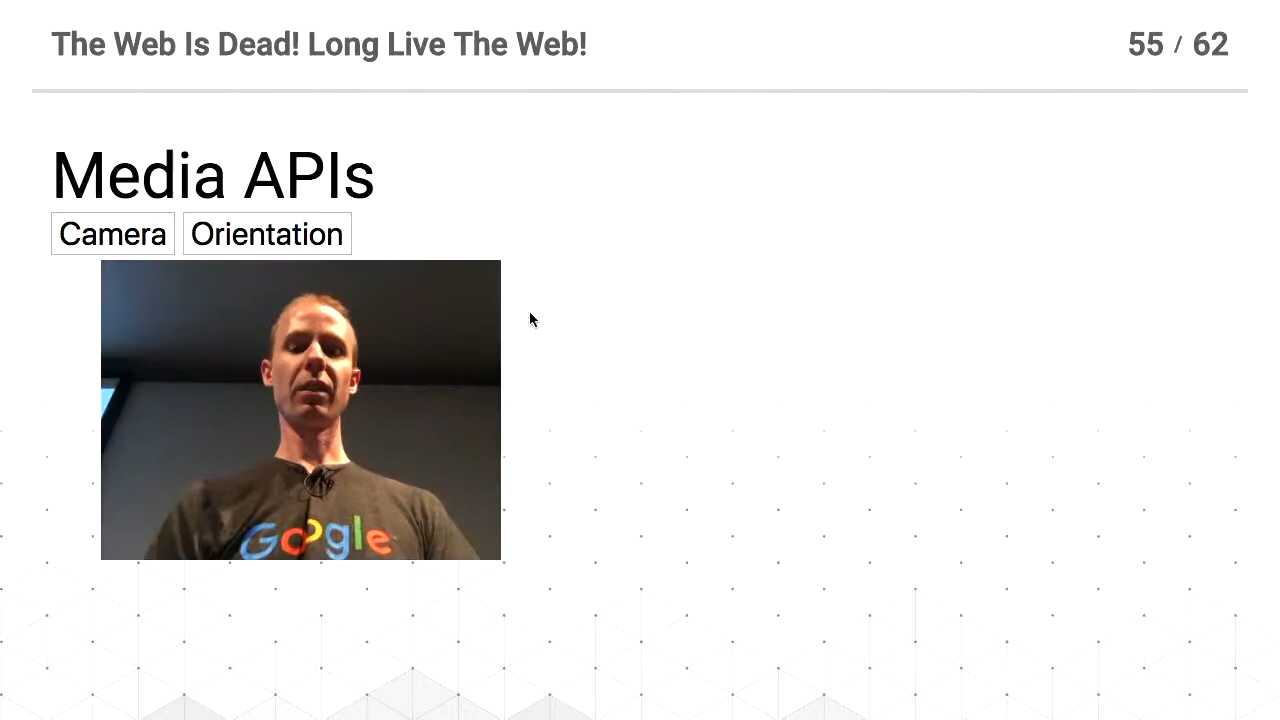 The Web Is Dead! Long Live The Web!
55 / 62
Media APIs
Camera Orientation
Google